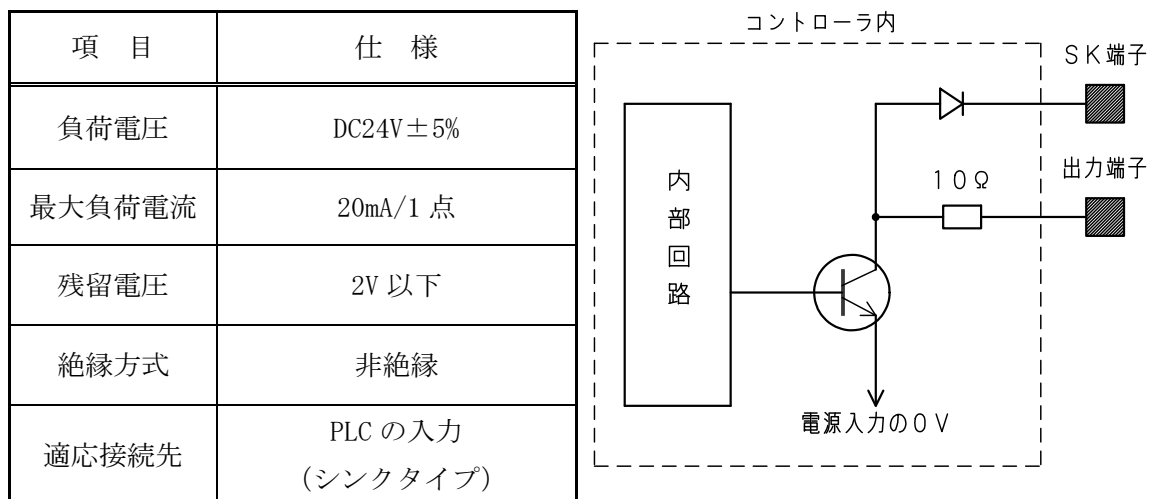 項　目 仕　様
負荷電圧 DC24V±5%
最大負荷電流 20mA/1 点
残留電圧 2V 以下
絶縁方式 非絶縁
適応接続先 PLC の入力
(シンクタイプ)
コントローラ内
ＳＫ端子
出力端子
１０Ω
内
部
回
路
電源入力の０Ｖ